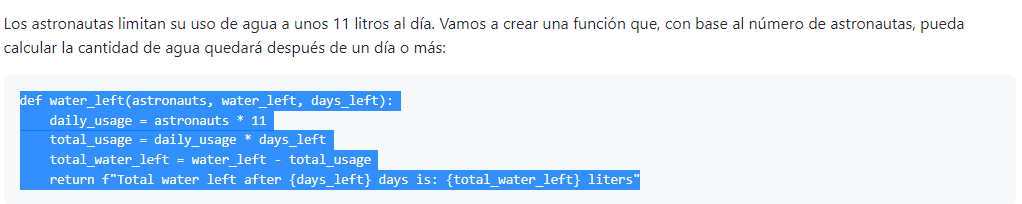 Los astronautas limitan su uso de agua a unos 11 litros al día. Vamos a crear una función que, con base al número de astronautas, pueda
calcular la cantidad de agua quedará después de un día o más:
def water_left(astronauts, water_left, days_left):
    daily_usage = astronauts * 11
    total_usage = daily_usage * days_left
    total_water_left = water_left - total_usage
    return f"Total water left after {days_left} days is: {total_water_left} liters"